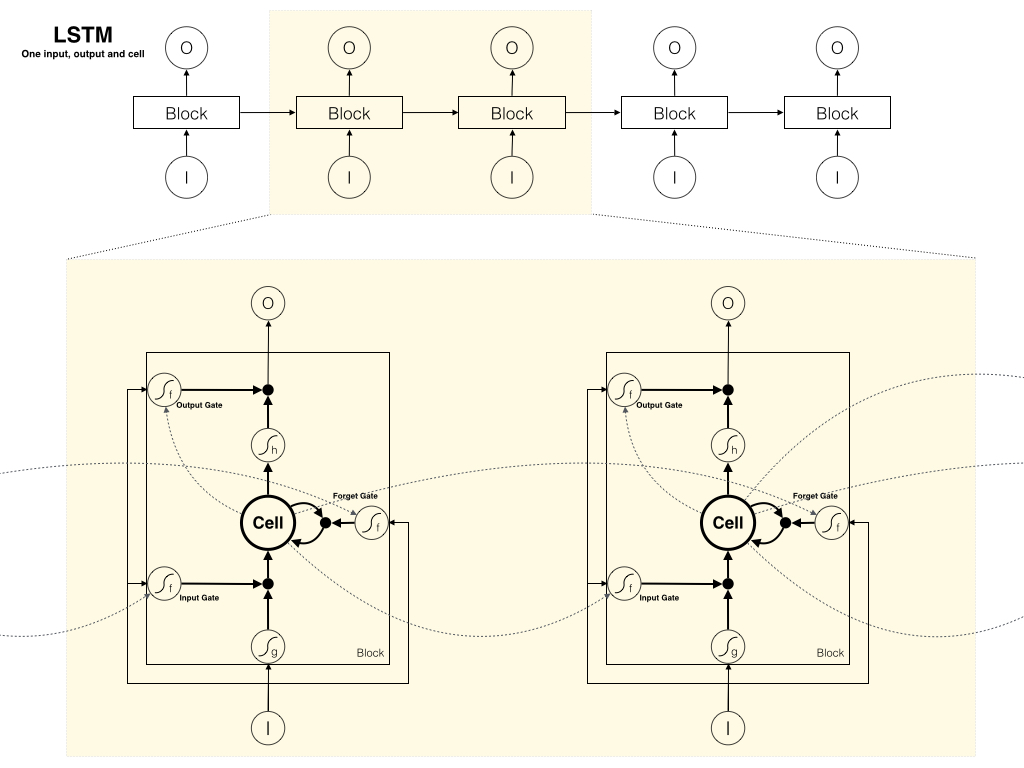 LSTM
One input, output and cell
O O O O O
Block Block Block Block Block
I I I I I
O O
f f
Output Gate Output Gate
h h
Forget Gate Forget Gate
Cell f Cell f
f f
Input Gate Input Gate
g Block g Block
I I